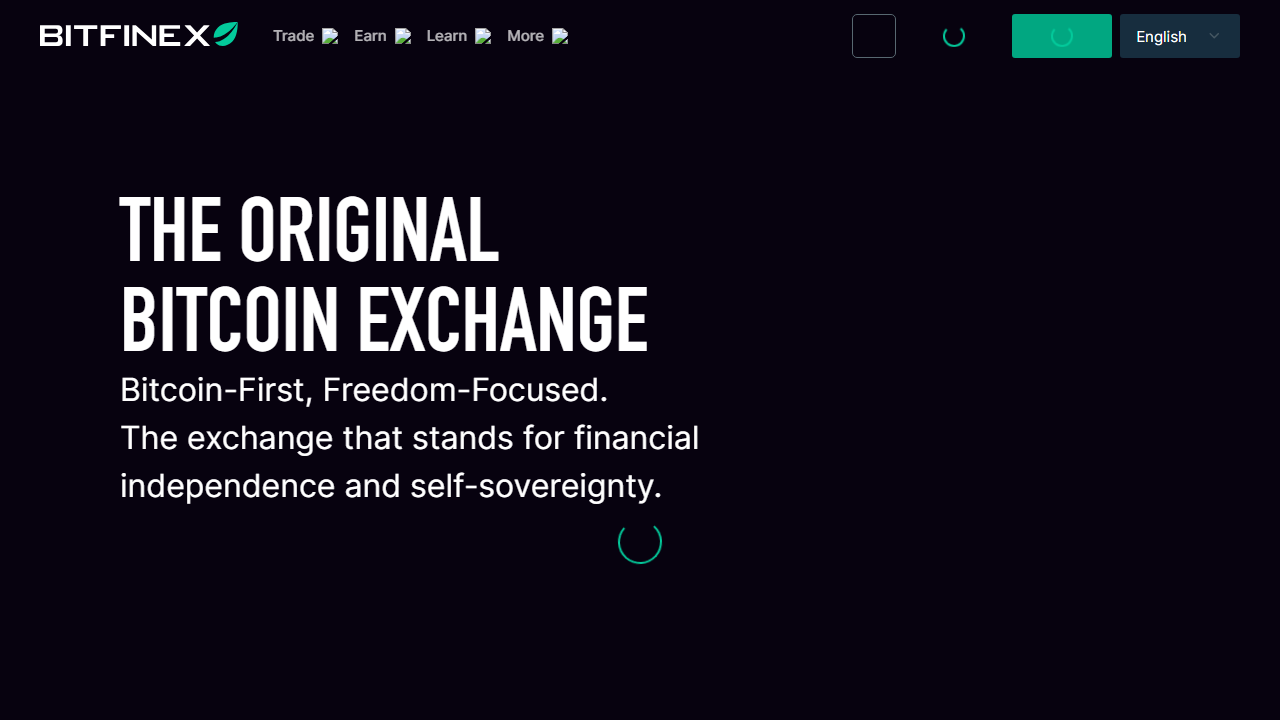 BITFINEX Trade Earn Learn More English
THE ORIGINAL
BITCOIN EXCHANGE
Bitcoin-First, Freedom-Focused.
The exchange that stands for financial
independence and self-sovereignty.